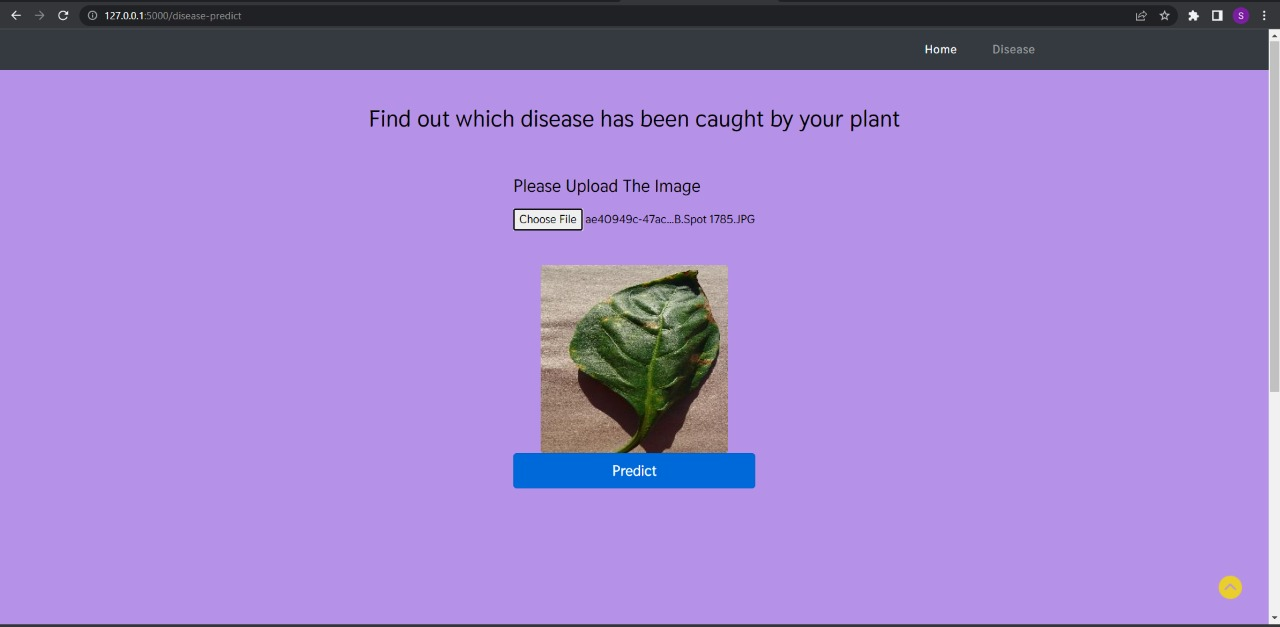 127.0.0.1:5000/disease-predict
S
Home Disease
Find out which disease has been caught by your plant
Please Upload The Image
Choose File ae40949c-47ac...B.Spot 1785.JPG
Predict